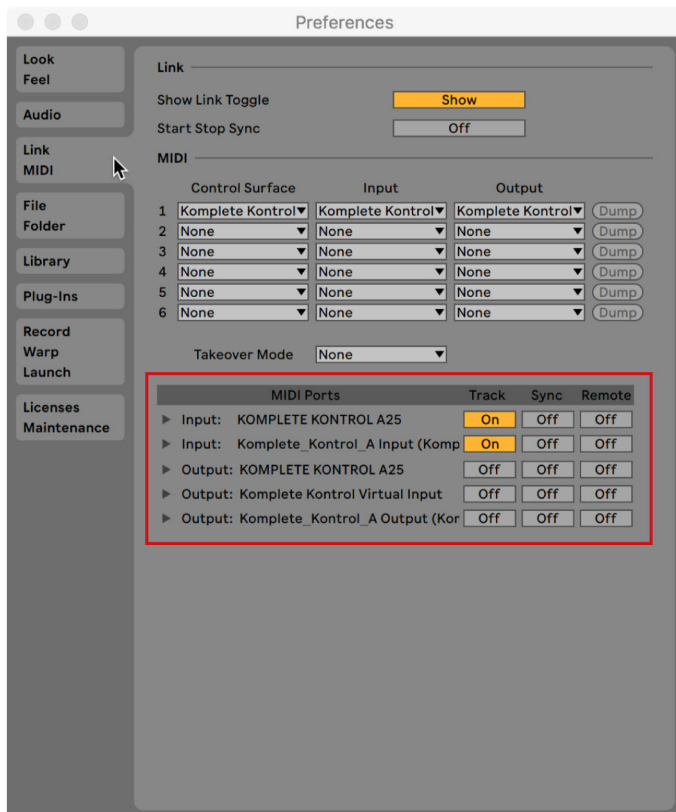 Preferences
Look
Feel
Audio
Link
MIDI
File
Folder
Library
Plug-Ins
Record
Warp
Launch
Licenses
Maintenance
Link
Show Link Toggle Show
Start Stop Sync Off
MIDI
Control Surface Input Output
1 Komplete Kontrol Komplete Kontrol Komplete Kontrol Dump
2 None None None Dump
3 None None None Dump
4 None None None Dump
5 None None None Dump
6 None None None Dump
Takeover Mode None
MIDI Ports Track Sync Remote
Input: KOMPLETE KONTROL A25 On Off Off
Input: Komplete_Kontrol_A Input (Komp On Off Off
Output: KOMPLETE KONTROL A25 Off Off Off
Output: Komplete Kontrol Virtual Input Off Off Off
Output: Komplete_Kontrol_A Output (Kor Off Off Off